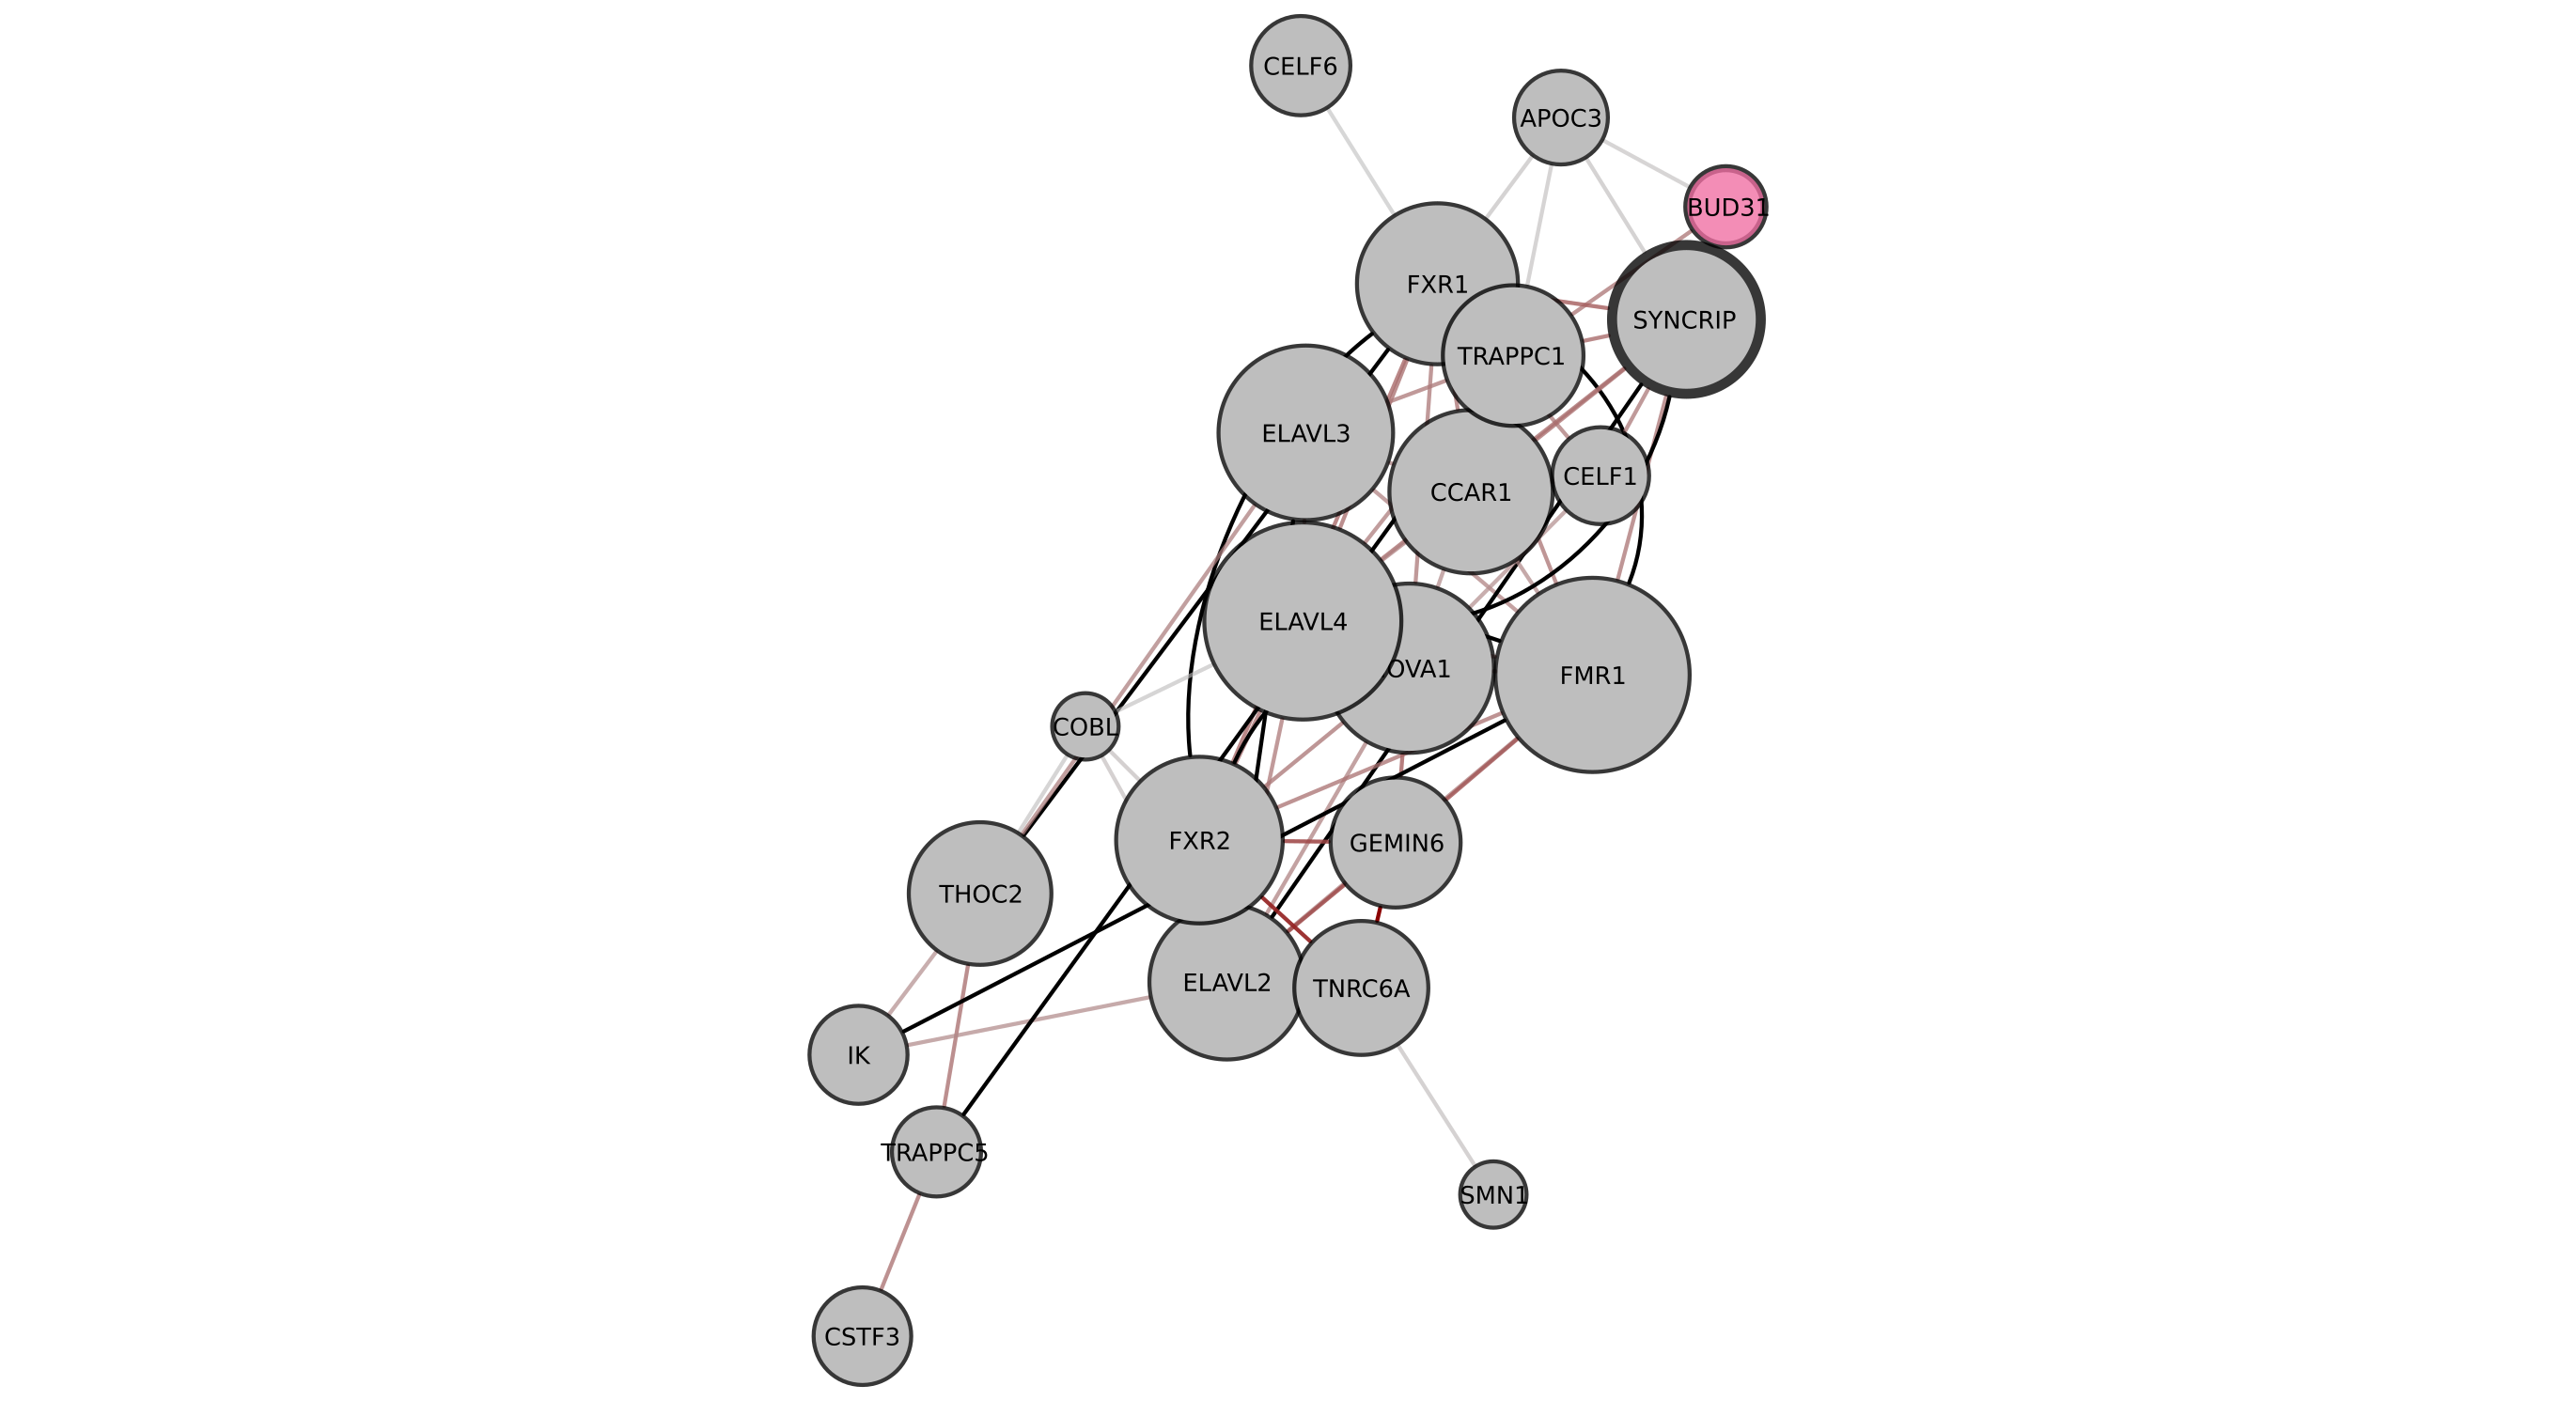 CELF6
APOC3
BUD31
FXR1
SYNCRIP
TRAPPC1
ELAVL3
CELF1
CCAR1
ELAVL4
OVA1
FMR1
COBL
FXR2
GEMIN6
THOC2
ELAVL2
TNRC6A
IK
TRAPPC5
SMN1
CSTF3